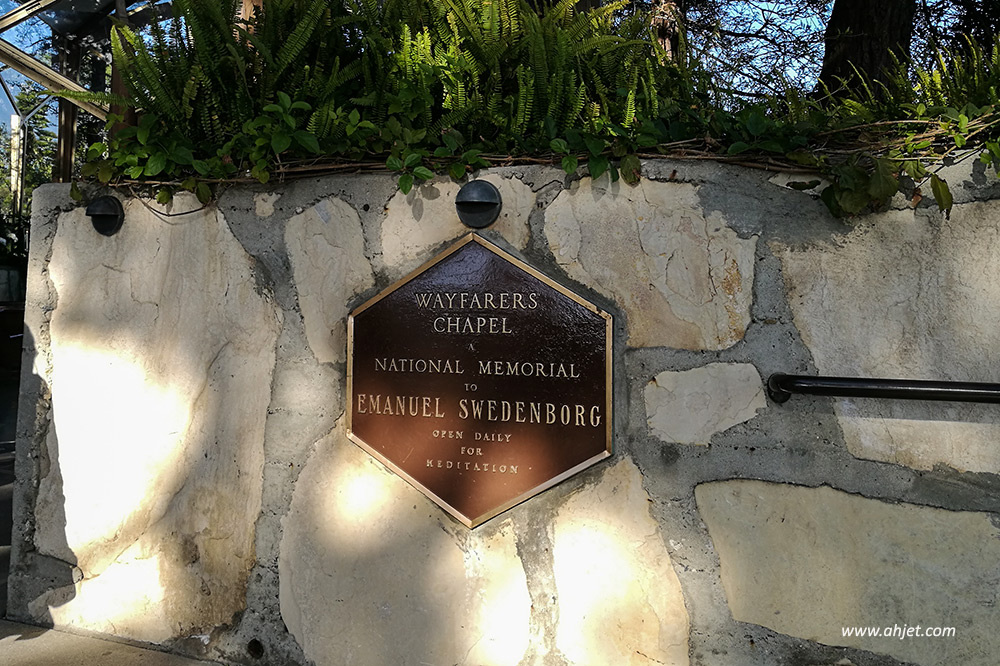 WAYFARERS
CHAPEL
A
NATIONAL MEMORIAL
TO
EMANUEL SWEDENBORG
OPEN DAILY
FOR
MEDITATION
www.ahjet.com